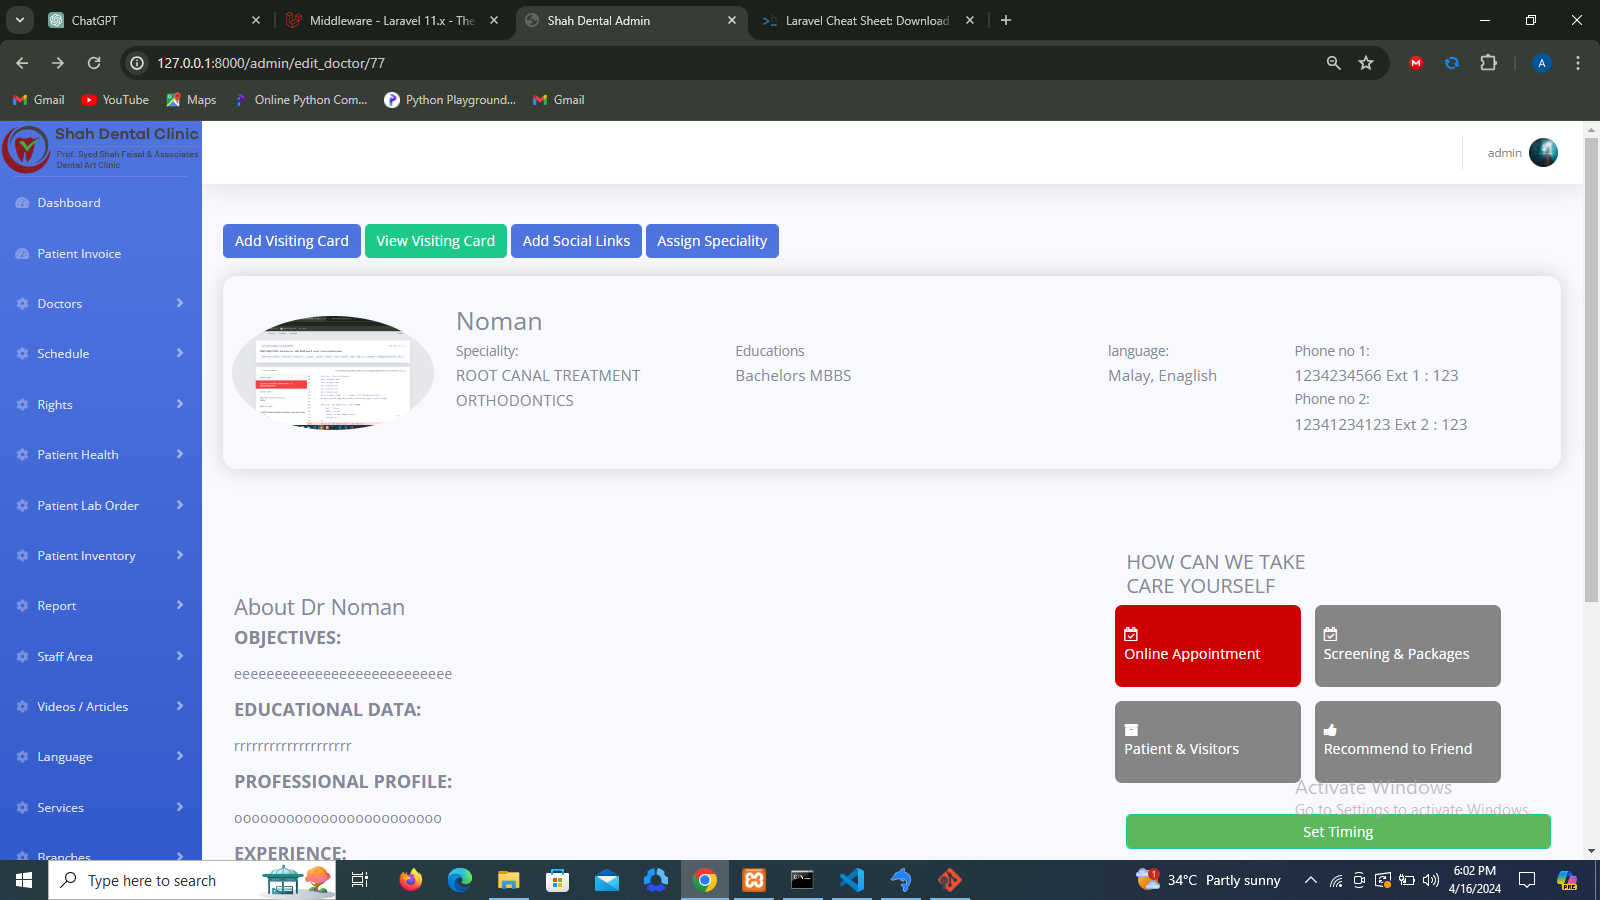 ChatGPT
Middleware - Laravel 11.x - The
Shah Dental Admin
Laravel Cheat Sheet: Download
127.0.0.1:8000/admin/edit_doctor/77
A
Gmail
YouTube
Maps
Online Python Com...
Python Playground...
Gmail
Shah Dental Clinic
Prof. Syed Shah Faisal & Associates
Dental Art Clinic
admin
Dashboard
Patient Invoice
Doctors
Schedule
Rights
Patient Health
Patient Lab Order
Patient Inventory
Report
Staff Area
Videos / Articles
Language
Services
Branches
Add Visiting Card
View Visiting Card
Add Social Links
Assign Speciality
Noman
Speciality:
ROOT CANAL TREATMENT
ORTHODONTICS
Educations
Bachelors MBBS
language:
Malay, Enaglish
Phone no 1:
1234234566 Ext 1 : 123
Phone no 2:
12341234123 Ext 2 : 123
About Dr Noman
OBJECTIVES:
eeeeeeeeeeeeeeeeeeeeeeeeeee
EDUCATIONAL DATA:
rrrrrrrrrrrrrrrrrrrr
PROFESSIONAL PROFILE:
oooooooooooooooooooooooo
EXPERIENCE:
HOW CAN WE TAKE
CARE YOURSELF
Online Appointment
Screening & Packages
Patient & Visitors
Recommend to Friend
Activate Windows
Go to Settings to activate Windows.
Set Timing
Type here to search
1
34°C Partly sunny
6:02 PM
4/16/2024
PRE